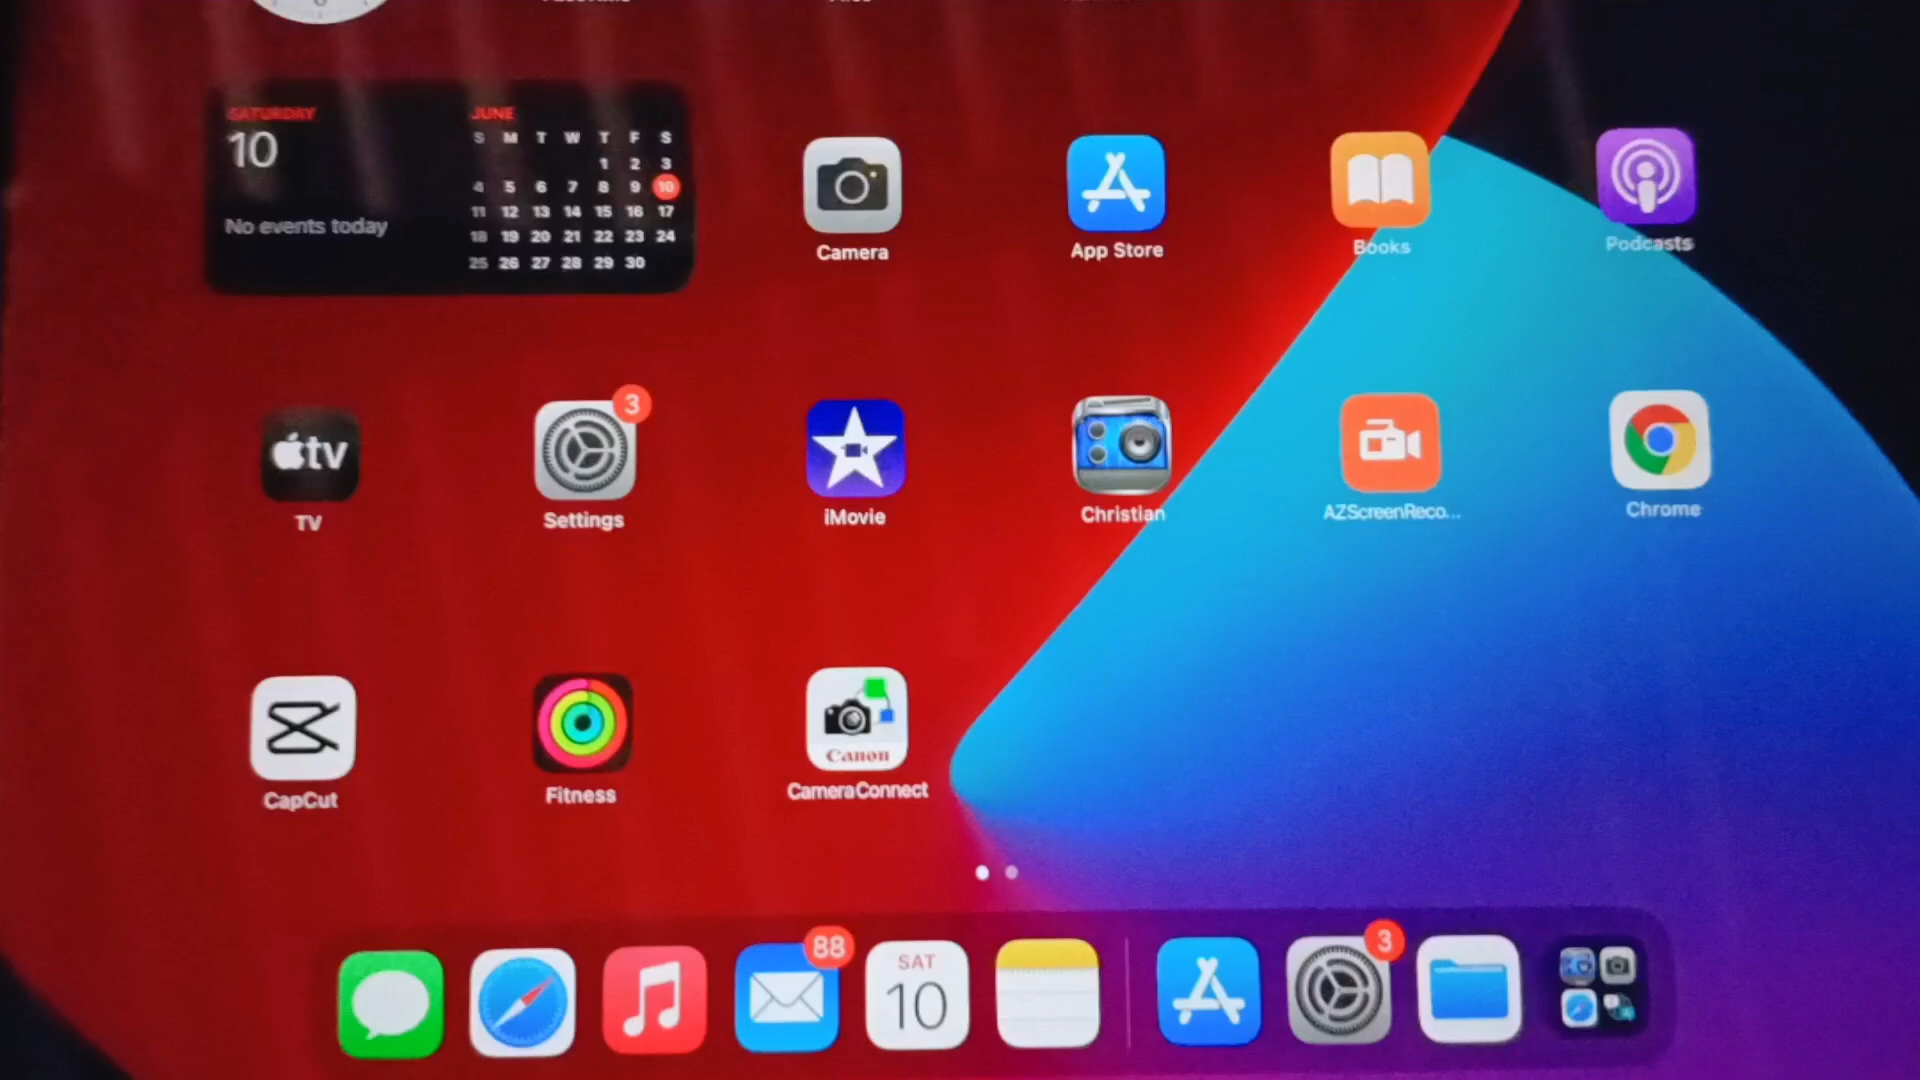 SATURDAY
10
No events today
JUNE
S M T W T F S
1 2 3
4 5 6 7 8 9 10
11 12 13 14 15 16 17
18 19 20 21 22 23 24
25 26 27 28 29 30
Camera
App Store
Books
Podcasts
tv
3
TV
Settings
iMovie
Christian
AZScreenReco...
Chrome
Canon
CapCut
Fitness
CameraConnect
88
SAT
10
3